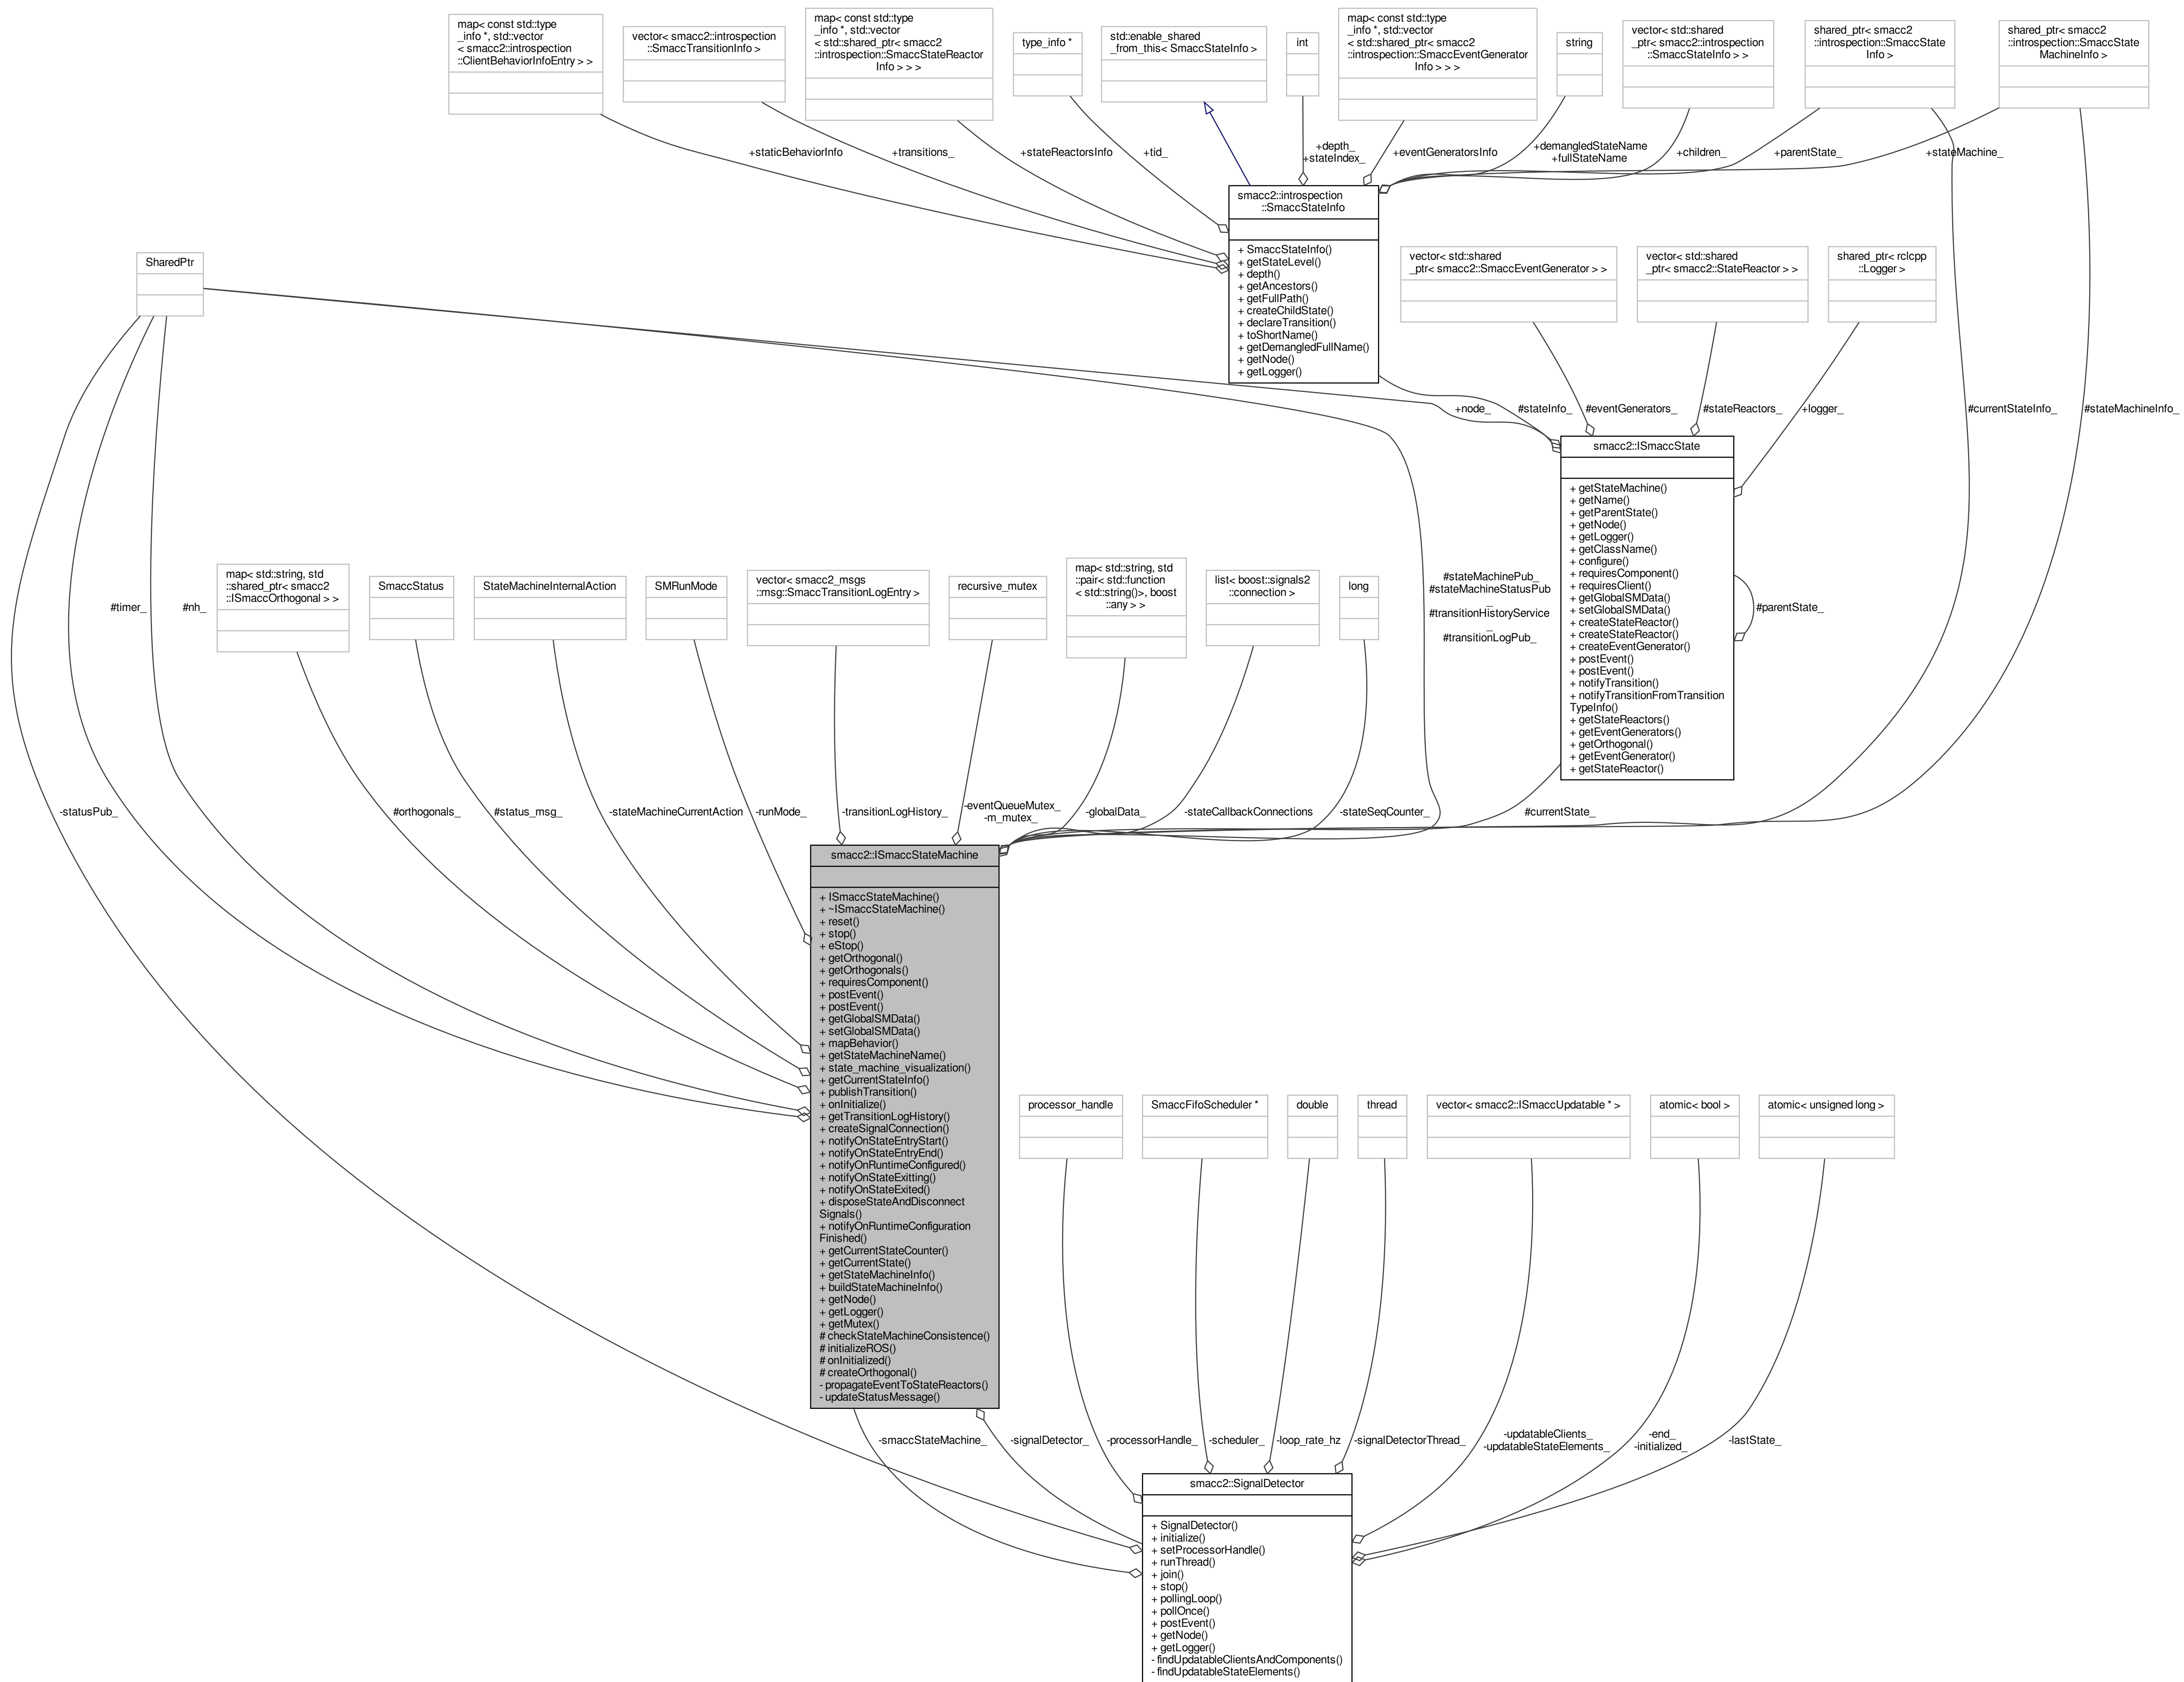 map< const std::type
_info *, std::vector
< smacc2::introspection
::ClientBehaviorInfoEntry > >
vector< smacc2::introspection
::SmaccTransitionInfo >
map< const std::type
_info *, std::vector
< std::shared_ptr< smacc2
::introspection::SmaccStateReactor
Info > > >
type_info *
std::enable_shared
_from_this< SmaccStateInfo >
int
map< const std::type
_info *, std::vector
< std::shared_ptr< smacc2
::introspection::SmaccEventGenerator
Info > > >
string
vector< std::shared
_ptr< smacc2::introspection
::SmaccStateInfo > >
shared_ptr< smacc2
::introspection::SmaccState
Info >
shared_ptr< smacc2
::introspection::SmaccState
MachineInfo >
+staticBehaviorInfo
+transitions_
+stateReactorsInfo
+tid_
+depth_
+stateIndex_
+eventGeneratorsInfo
+demangledStateName
+fullStateName
+children_
+parentState_
+stateMachine_
smacc2::introspection
::SmaccStateInfo
+ SmaccStateInfo()
+ getStateLevel()
+ depth()
+ getAncestors()
+ getFullPath()
+ createChildState()
+ declareTransition()
+ toShortName()
+ getDemangledFullName()
+ getNode()
+ getLogger()
SharedPtr
vector< std::shared
_ptr< smacc2::SmaccEventGenerator > >
vector< std::shared
_ptr< smacc2::StateReactor > >
shared_ptr< rclcpp
::Logger >
+node_
#stateInfo_
#eventGenerators_
#stateReactors_
+logger_
#currentStateInfo_
#stateMachineInfo_
smacc2::ISmaccState
+ getStateMachine()
+ getName()
+ getParentState()
+ getNode()
+ getLogger()
+ getClassName()
+ configure()
+ requiresComponent()
+ requiresClient()
+ getGlobalSMData()
+ setGlobalSMData()
+ createStateReactor()
+ createStateReactor()
+ createEventGenerator()
+ postEvent()
+ postEvent()
+ notifyTransition()
+ notifyTransitionFromTransition
TypeInfo()
+ getStateReactors()
+ getEventGenerators()
+ getOrthogonal()
+ getEventGenerator()
+ getStateReactor()
#parentState_
#timer_
#nh_
map< std::string, std
::shared_ptr< smacc2
::ISmaccOrthogonal > >
SmaccStatus
StateMachineInternalAction
SMRunMode
vector< smacc2_msgs
::msg::SmaccTransitionLogEntry >
recursive_mutex
map< std::string, std
::pair< std::function
< std::string()>, boost
::any > >
list< boost::signals2
::connection >
long
#stateMachinePub_
#stateMachineStatusPub
_
#transitionHistoryService
_
#transitionLogPub_
-statusPub_
#orthogonals_
#status_msg_
-stateMachineCurrentAction
-runMode_
-transitionLogHistory_
-eventQueueMutex_
-m_mutex_
-globalData_
-stateCallbackConnections
-stateSeqCounter_
#currentState_
smacc2::ISmaccStateMachine
+ ISmaccStateMachine()
+ ~ISmaccStateMachine()
+ reset()
+ stop()
+ eStop()
+ getOrthogonal()
+ getOrthogonals()
+ requiresComponent()
+ postEvent()
+ postEvent()
+ getGlobalSMData()
+ setGlobalSMData()
+ mapBehavior()
+ getStateMachineName()
+ state_machine_visualization()
+ getCurrentStateInfo()
+ publishTransition()
+ onInitialize()
+ getTransitionLogHistory()
+ createSignalConnection()
+ notifyOnStateEntryStart()
+ notifyOnStateEntryEnd()
+ notifyOnRuntimeConfigured()
+ notifyOnStateExitting()
+ notifyOnStateExited()
+ disposeStateAndDisconnect
Signals()
+ notifyOnRuntimeConfiguration
Finished()
+ getCurrentStateCounter()
+ getCurrentState()
+ getStateMachineInfo()
+ buildStateMachineInfo()
+ getNode()
+ getLogger()
+ getMutex()
# checkStateMachineConsistence()
# initializeROS()
# onInitialized()
# createOrthogonal()
- propagateEventToStateReactors()
- updateStatusMessage()
processor_handle
SmaccFifoScheduler *
double
thread
vector< smacc2::ISmaccUpdatable * >
atomic< bool >
atomic< unsigned long >
-smaccStateMachine_
-signalDetector_
-processorHandle_
-scheduler_
-loop_rate_hz
-signalDetectorThread_
-updatableClients_
-updatableStateElements_
-end_
-initialized_
-lastState_
smacc2::SignalDetector
+ SignalDetector()
+ initialize()
+ setProcessorHandle()
+ runThread()
+ join()
+ stop()
+ pollingLoop()
+ pollOnce()
+ postEvent()
+ getNode()
+ getLogger()
- findUpdatableClientsAndComponents()
- findUpdatableStateElements()